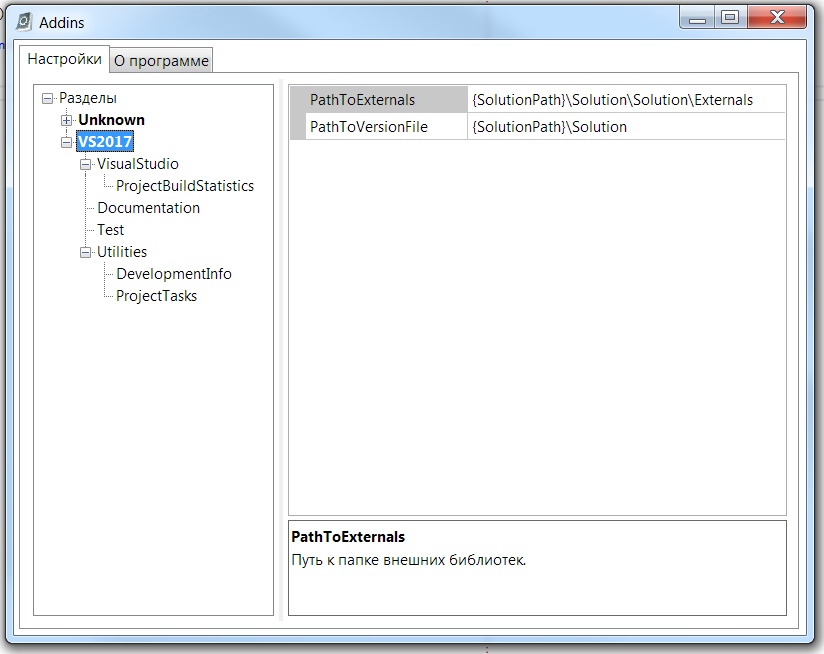 Addins
Настройки
О программе
Разделы
Unknown
VS2017
VisualStudio
ProjectBuildStatistics
Documentation
Test
Utilities
DevelopmentInfo
ProjectTasks
PathToExternals {SolutionPath}\Solution\Solution\Externals
PathToVersionFile {SolutionPath}\Solution
PathToExternals
Путь к папке внешних библиотек.